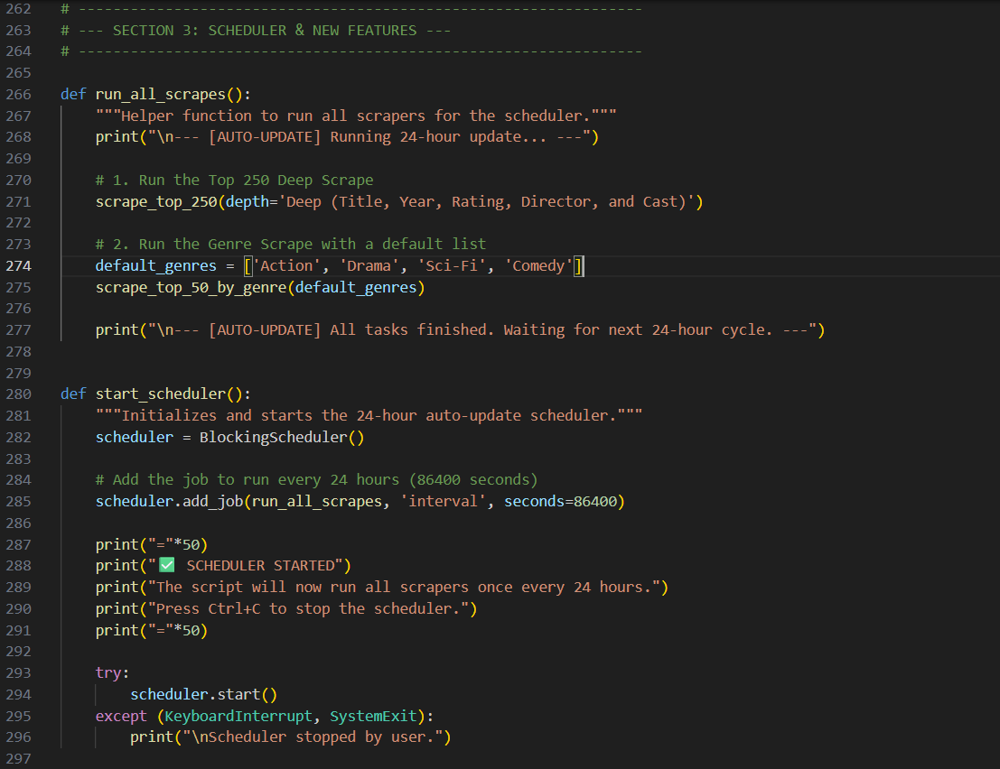 262 # -----------------------------------------------------------------
263 # --- SECTION 3: SCHEDULER & NEW FEATURES ---
264 # -----------------------------------------------------------------
265
266 def run_all_scrapes():
267     """Helper function to run all scrapers for the scheduler."""
268     print("\n--- [AUTO-UPDATE] Running 24-hour update... ---")
269
270     # 1. Run the Top 250 Deep Scrape
271     scrape_top_250(depth='Deep (Title, Year, Rating, Director, and Cast)')
272
273     # 2. Run the Genre Scrape with a default list
274     default_genres = ['Action', 'Drama', 'Sci-Fi', 'Comedy']
275     scrape_top_50_by_genre(default_genres)
276
277     print("\n--- [AUTO-UPDATE] All tasks finished. Waiting for next 24-hour cycle. ---")
278
279
280 def start_scheduler():
281     """Initializes and starts the 24-hour auto-update scheduler."""
282     scheduler = BlockingScheduler()
283
284     # Add the job to run every 24 hours (86400 seconds)
285     scheduler.add_job(run_all_scrapes, 'interval', seconds=86400)
286
287     print("="*50)
288     print("✅ SCHEDULER STARTED")
289     print("The script will now run all scrapers once every 24 hours.")
290     print("Press Ctrl+C to stop the scheduler.")
291     print("="*50)
292
293     try:
294         scheduler.start()
295     except (KeyboardInterrupt, SystemExit):
296         print("\nScheduler stopped by user.")
297